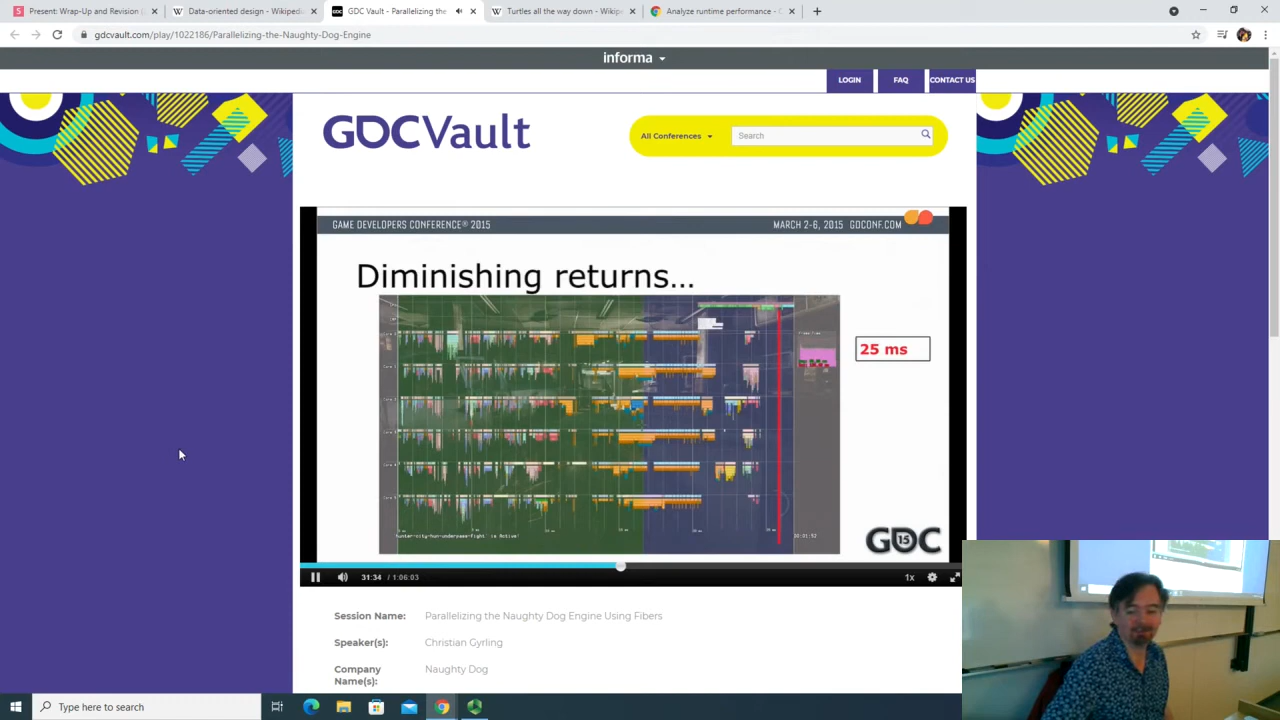 Present: Wrap-Up and Podium
Data-oriented design - Wikipedi
GDC Vault - Parallelizing the
Turtles all the way down - Wikipe
Analyze runtime performance - C
gdcvault.com/play/1022186/Parallelizing-the-Naughty-Dog-Engine
informa
LOGIN
FAQ
CONTACT US
GDCVault
All Conferences
Search
GAME DEVELOPERS CONFERENCE® 2015
MARCH 2-6, 2015 GDCONF.COM
Diminishing returns...
25 ms
GDC 15
31:34 / 1:06:03
1x
Session Name: Parallelizing the Naughty Dog Engine Using Fibers
Speaker(s): Christian Gyrling
Company Name(s): Naughty Dog
Type here to search